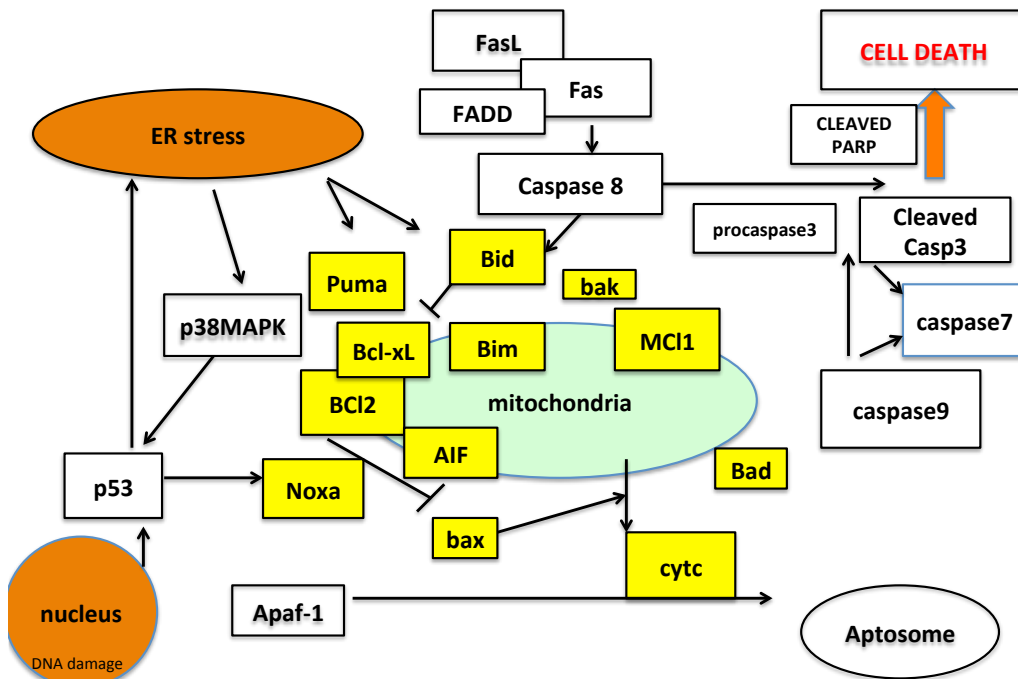 FasL
CELL DEATH
Fas
FADD
ER stress
CLEAVED
PARP
Caspase 8
procaspase3
Cleaved
Casp3
Bid
Puma
bak
p38MAPK
caspase7
Bcl-xL
Bim
MCl1
BCl2
mitochondria
caspase9
AIF
p53
Noxa
Bad
bax
cytc
nucleus
DNA damage
Apaf-1
Aptosome